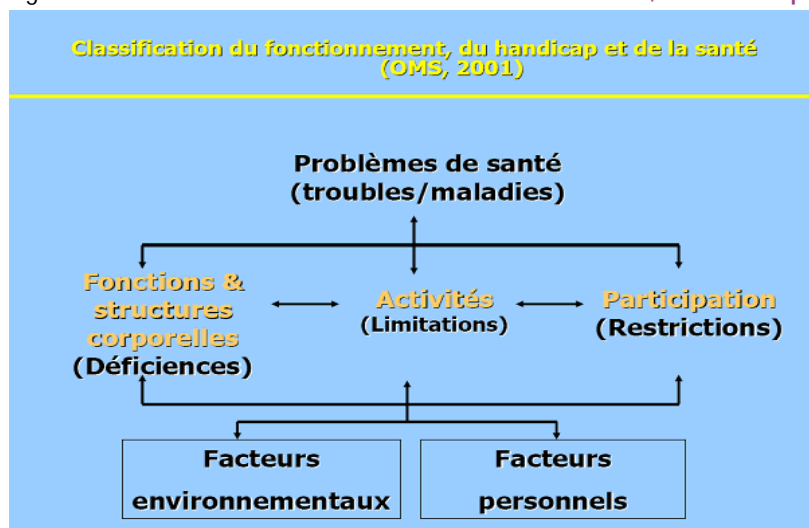 Classification du fonctionnement, du handicap et de la santé
(OMS, 2001)
Problèmes de santé
(troubles/maladies)
Fonctions &
structures
corporelles
(Déficiences)
Activités
(Limitations)
Participation
(Restrictions)
Facteurs
environnementaux
Facteurs
personnels